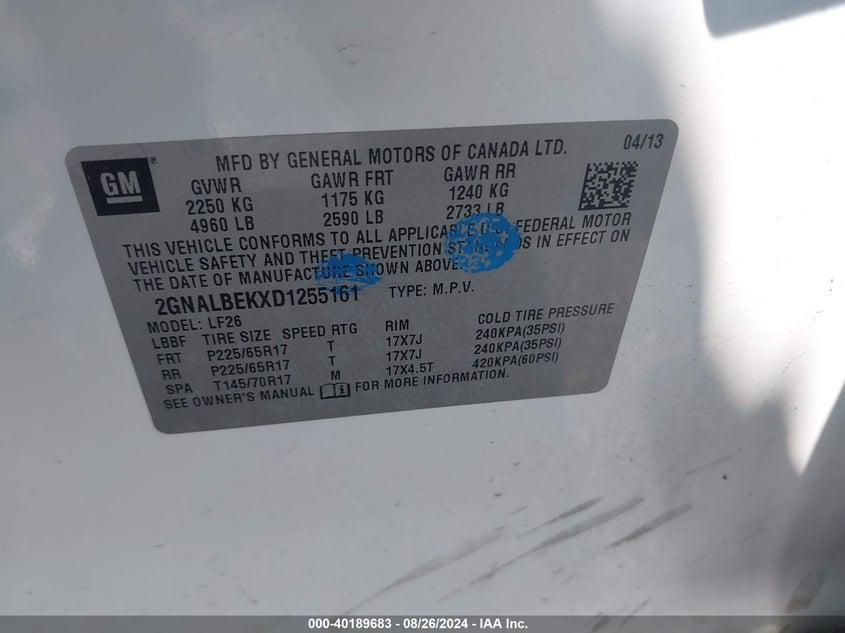 GM®
MFD BY GENERAL MOTORS OF CANADA LTD. 04/13
GVWR GAWR FRT GAWR RR
2250 KG 1175 KG 1240 KG
4960 LB 2590 LB 2733 LB
THIS VEHICLE CONFORMS TO ALL APPLICABLE U.S. FEDERAL MOTOR
VEHICLE SAFETY AND THEFT PREVENTION STANDARDS IN EFFECT ON
THE DATE OF MANUFACTURE SHOWN ABOVE.
2GNALBEKXD1255161 TYPE: M.P.V.
MODEL: LF26
LBBF TIRE SIZE SPEED RTG RIM COLD TIRE PRESSURE
FRT P225/65R17 T 17X7J 240KPA(35PSI)
RR P225/65R17 T 17X7J 240KPA(35PSI)
SPA T145/70R17 M 17X4.5T 420KPA(60PSI)
SEE OWNER'S MANUAL FOR MORE INFORMATION.
000-40189683 - 08/26/2024 - IAA Inc.